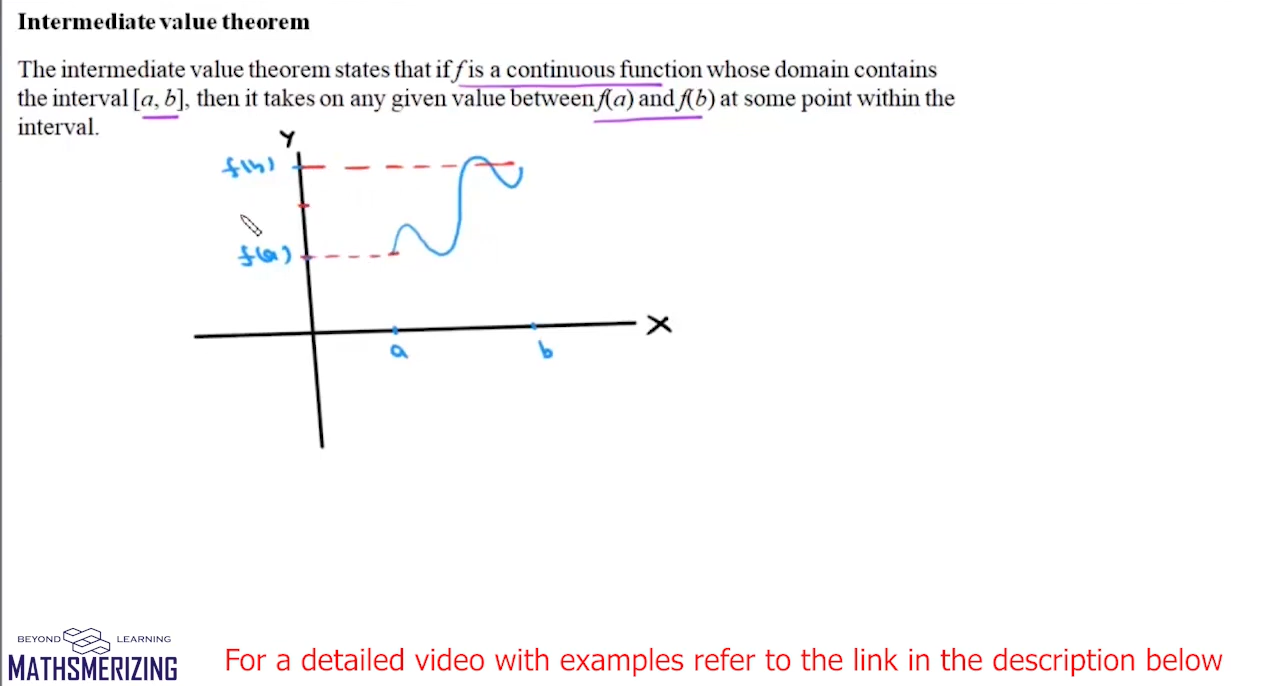 Intermediate value theorem
The intermediate value theorem states that if f is a continuous function whose domain contains
the interval [a, b], then it takes on any given value between f(a) and f(b) at some point within the
interval.
Y
f(b)
f(a)
X
a
b
BEYOND LEARNING
MATHSMERIZING
For a detailed video with examples refer to the link in the description below